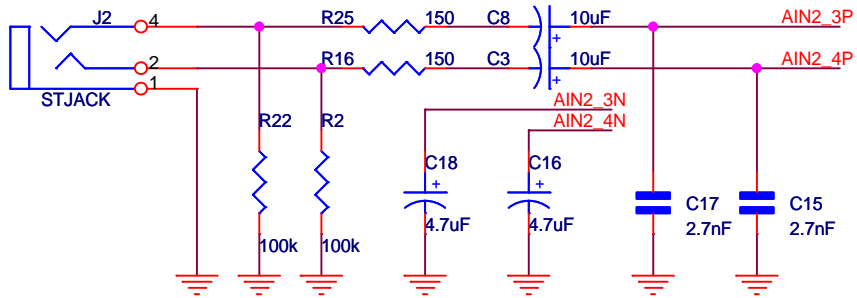 J2 4 R25 150 C8 10uF AIN2_3P
2 R16 150 C3 10uF AIN2_4P
+
+
STJACK 1
AIN2_3N
AIN2_4N
R22 R2
C18 C16
+ +
C17 C15
4.7uF 4.7uF 2.7nF 2.7nF
100k 100k